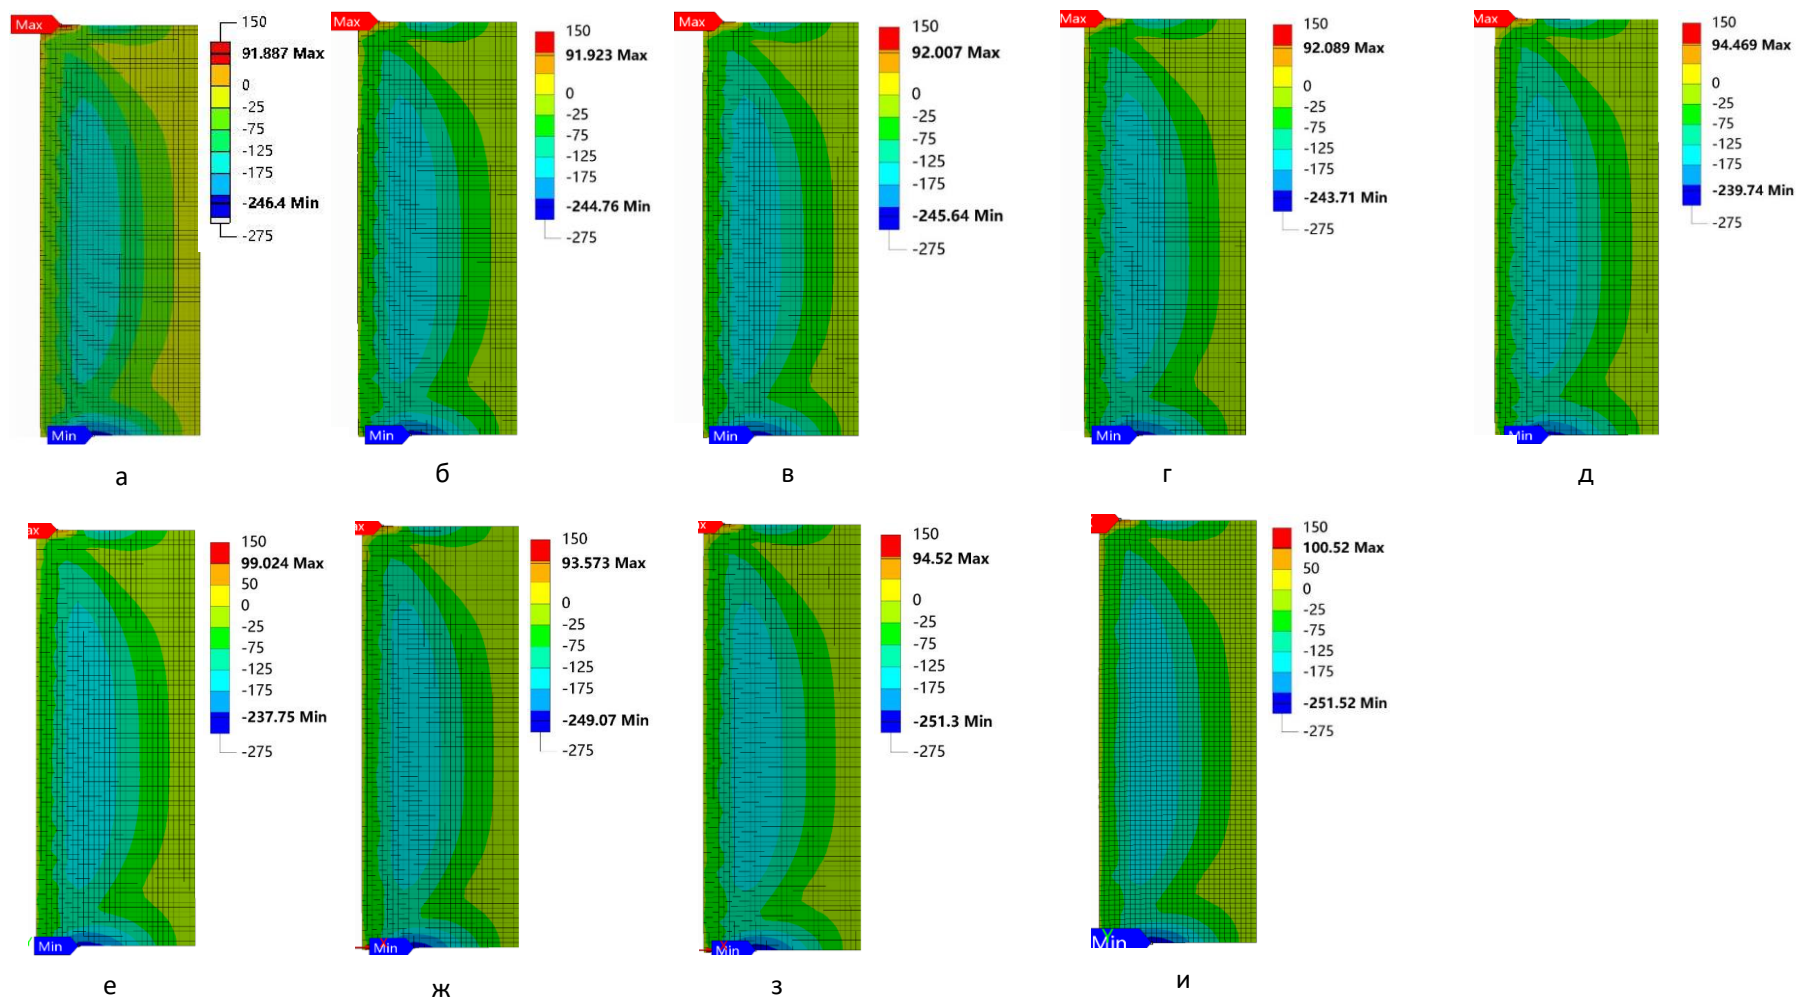 Max
150
91.887 Max
0
-25
-75
-125
-175
-246.4 Min
-275
Min
а
Max
150
91.923 Max
0
-25
-75
-125
-175
-244.76 Min
-275
Min
б
Max
150
92.007 Max
0
-25
-75
-125
-175
-245.64 Min
-275
Min
в
Max
150
92.089 Max
0
-25
-75
-125
-175
-243.71 Min
-275
Min
г
Max
150
94.469 Max
0
-25
-75
-125
-175
-239.74 Min
-275
Min
д
ax
150
99.024 Max
50
0
-25
-75
-125
-175
-237.75 Min
-275
Min
е
ax
150
93.573 Max
0
-25
-75
-125
-175
-249.07 Min
-275
Min
ж
x
150
94.52 Max
0
-25
-75
-125
-175
-251.3 Min
-275
Min
з
150
100.52 Max
50
0
-25
-75
-125
-175
-251.52 Min
-275
Min
и